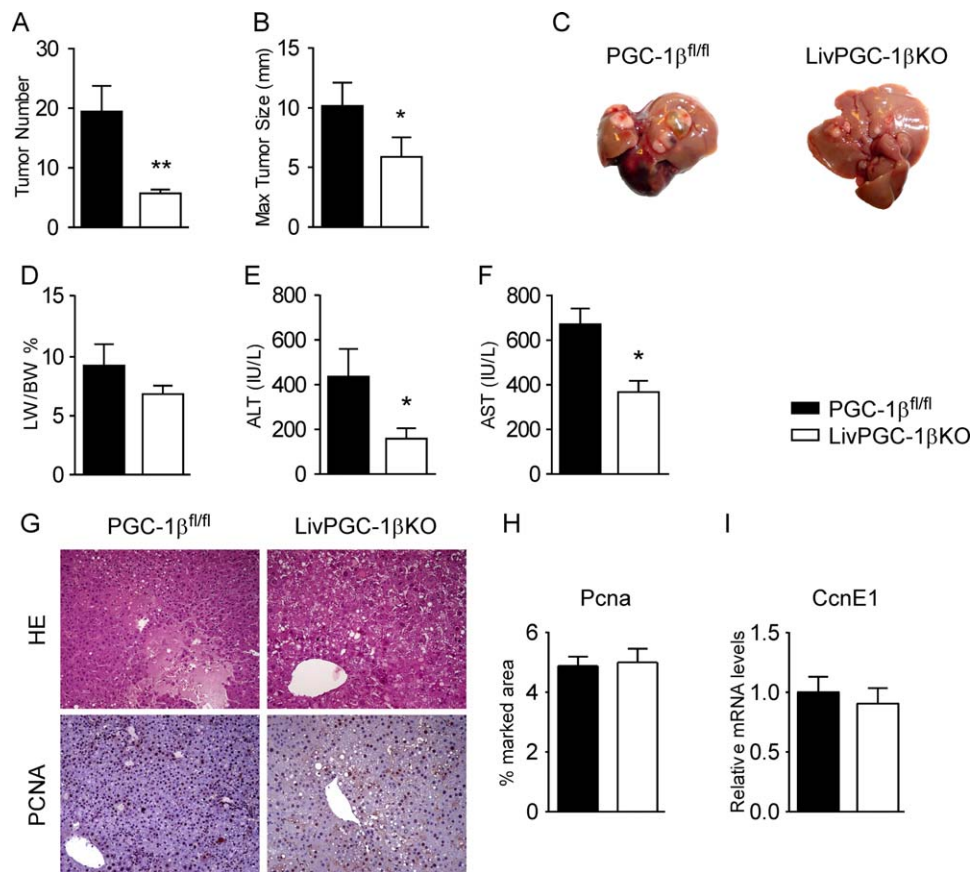 A
Tumor Number
30
20
10
0
**
B
Max Tumor Size (mm)
15
10
5
0
*
C
PGC-1β^fl/fl
LivPGC-1βKO
D
LW/BW %
15
10
5
0
E
ALT (IU/L)
800
600
400
200
0
*
F
AST (IU/L)
800
600
400
200
0
*
PGC-1β^fl/fl
LivPGC-1βKO
G
PGC-1β^fl/fl
LivPGC-1βKO
HE
PCNA
H
Pcna
% marked area
6
4
2
0
I
CcnE1
Relative mRNA levels
1.5
1.0
0.5
0.0